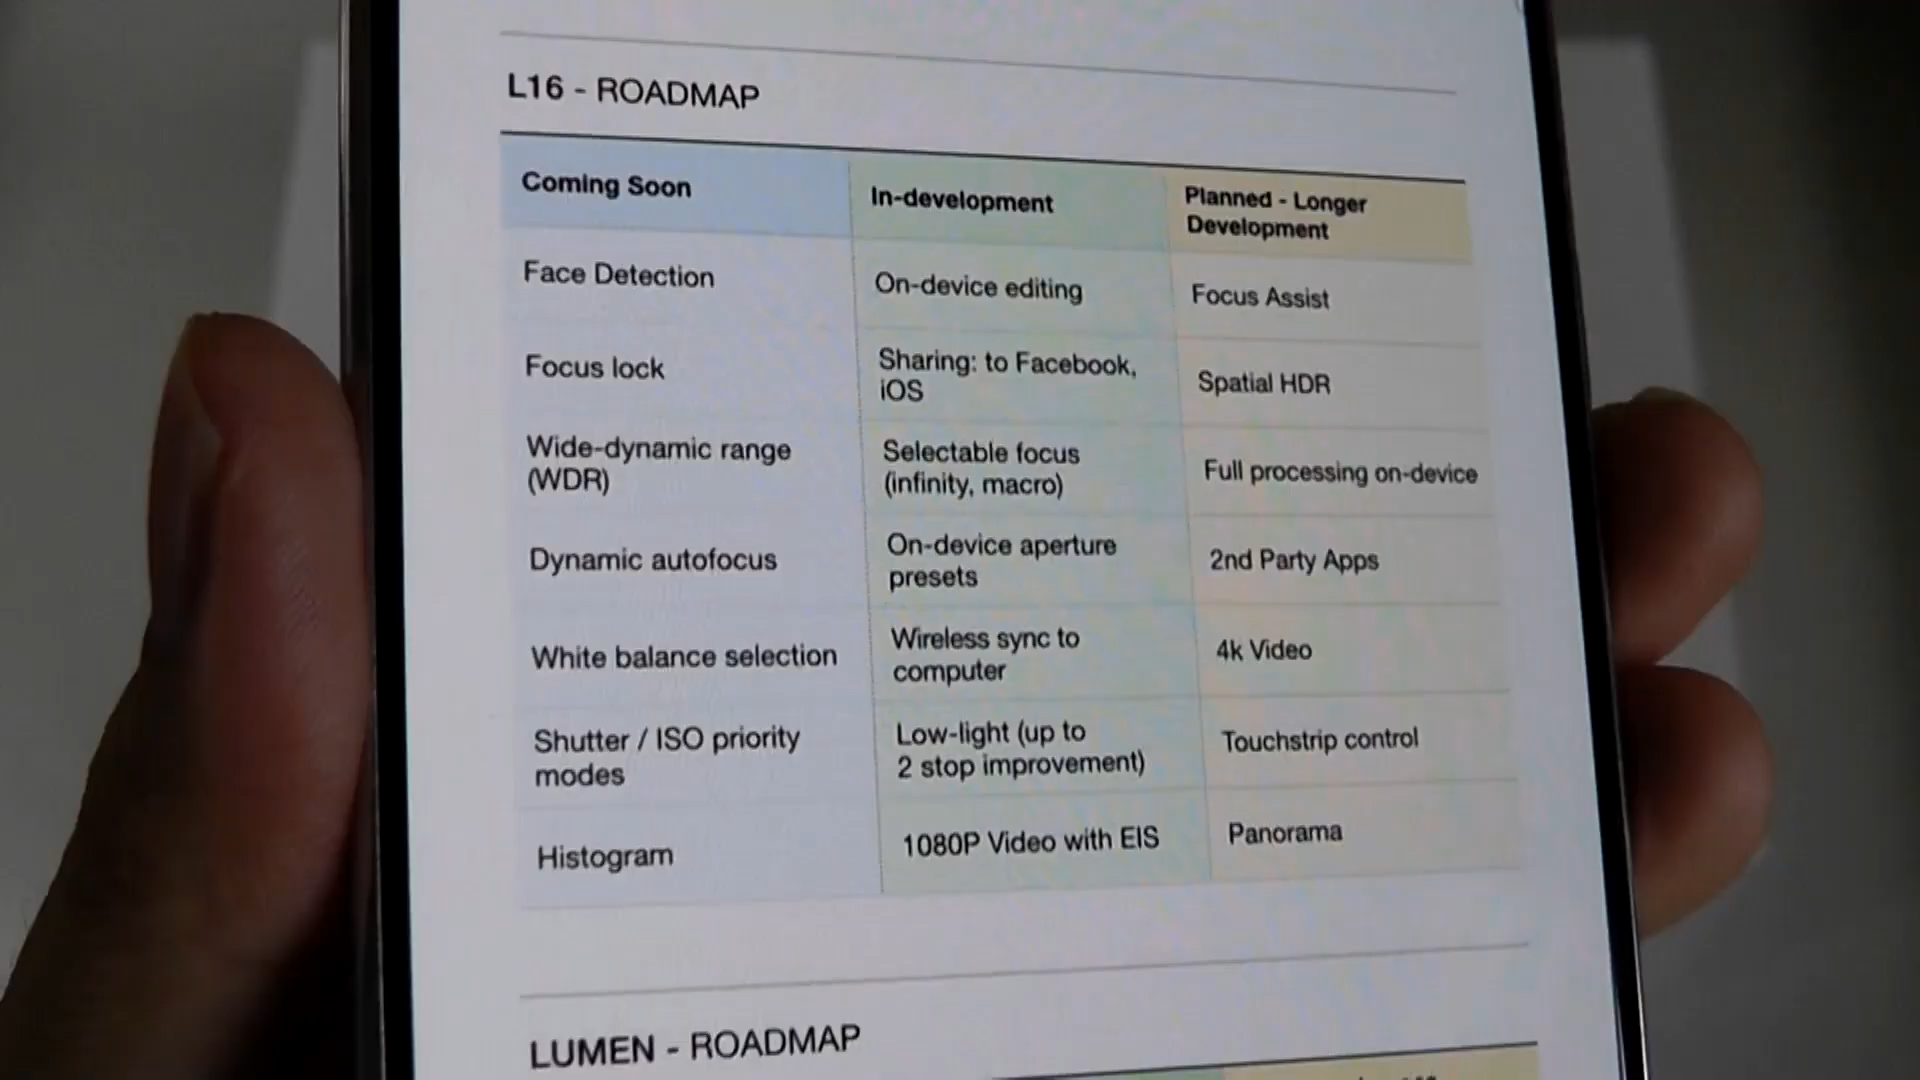 L16 - ROADMAP
Coming Soon
In-development
Planned - Longer
Development
Face Detection
On-device editing
Focus Assist
Focus lock
Sharing: to Facebook,
iOS
Spatial HDR
Wide-dynamic range
(WDR)
Selectable focus
(infinity, macro)
Full processing on-device
Dynamic autofocus
On-device aperture
presets
2nd Party Apps
White balance selection
Wireless sync to
computer
4k Video
Shutter / ISO priority
modes
Low-light (up to
2 stop improvement)
Touchstrip control
Histogram
1080P Video with EIS
Panorama
LUMEN - ROADMAP